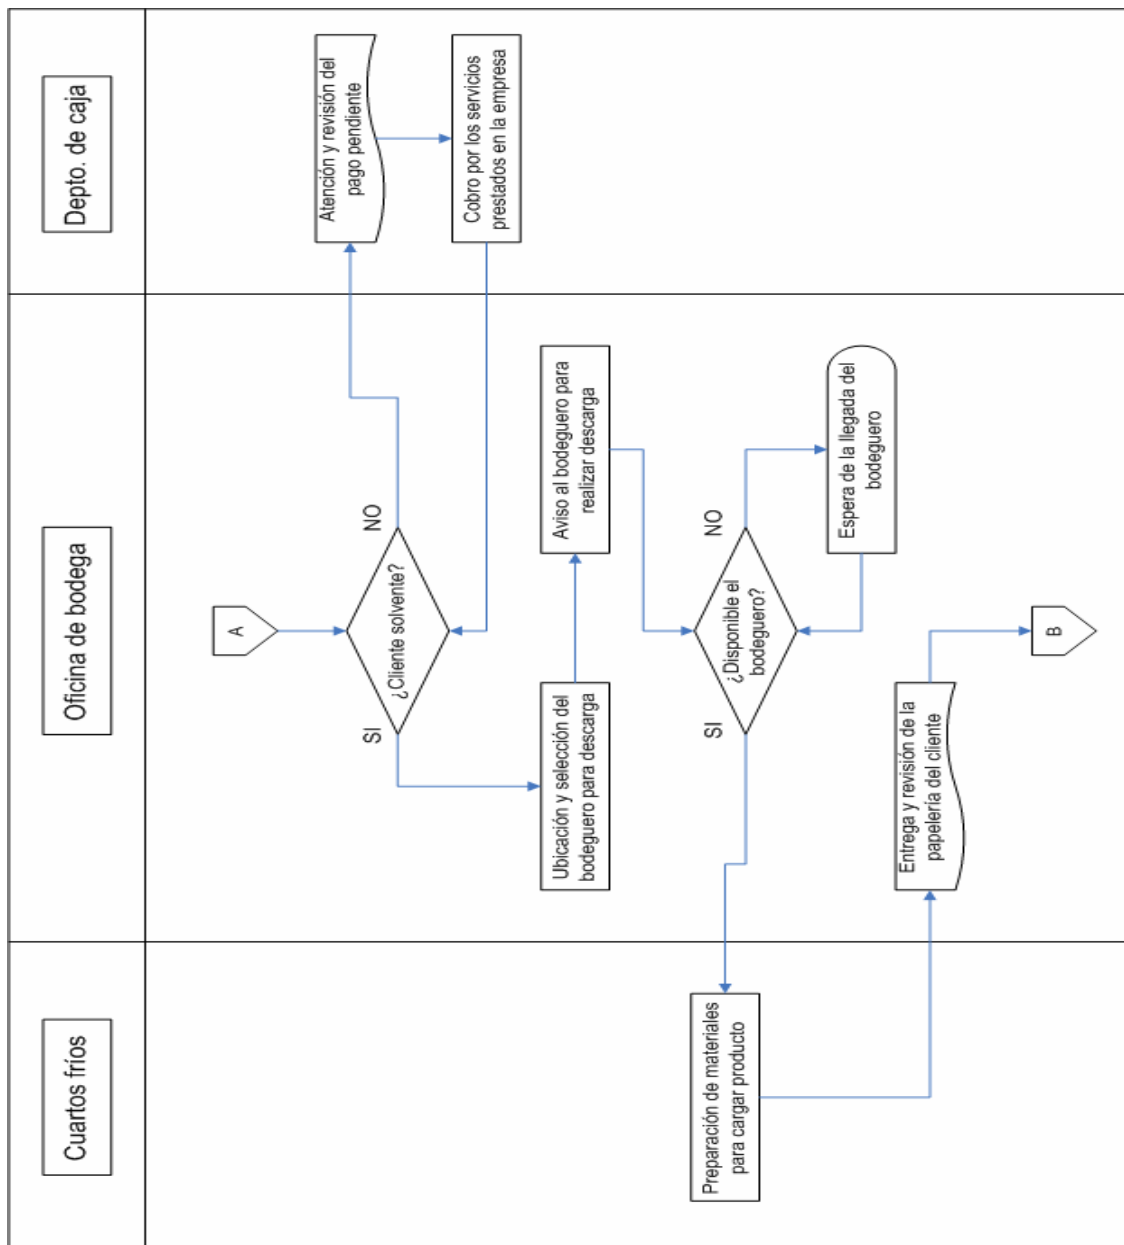 Cuartos fríos
Oficina de bodega
Depto. de caja
A
Atención y revisión del
pago pendiente
SI
¿Cliente solvente?
NO
Cobro por los servicios
prestados en la empresa
Ubicación y selección del
bodeguero para descarga
Aviso al bodeguero para
realizar descarga
Preparación de materiales
para cargar producto
SI
¿Disponible el
bodeguero?
NO
Espera de la llegada del
bodeguero
Entrega y revisión de la
papelería del cliente
B